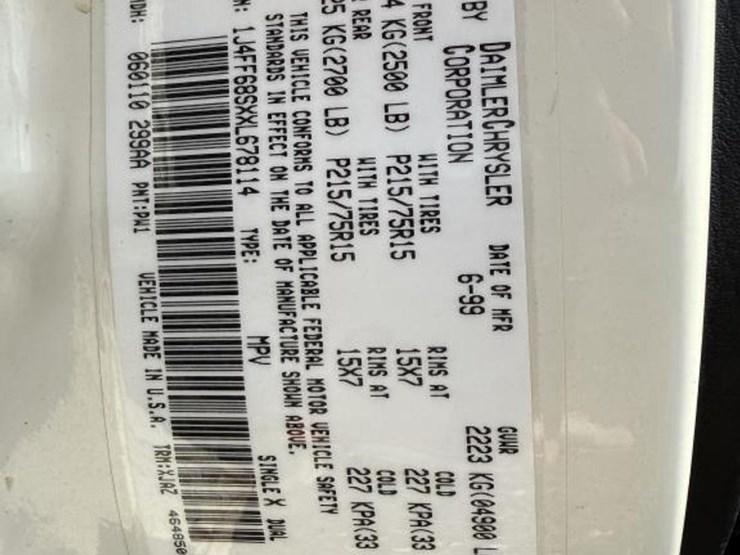 BY DAIMLERCHRYSLER CORPORATION
DATE OF MFR 6-99
GVWR 2223 KG(04900 L
FRONT WITH TIRES RIMS AT COLD
4 KG(2500 LB) P215/75R15 15X7 227 KPA(33
REAR WITH TIRES RIMS AT COLD
25 KG(2700 LB) P215/75R15 15X7 227 KPA(33
THIS VEHICLE CONFORMS TO ALL APPLICABLE FEDERAL MOTOR VEHICLE SAFETY
STANDARDS IN EFFECT ON THE DATE OF MANUFACTURE SHOWN ABOVE.
N: 1J4FF68SXXL678114 TYPE: MPV SINGLE X DUAL
MDH: 060110 299AA PNT:PW1 VEHICLE MADE IN U.S.A. TRM:XJAZ 464850